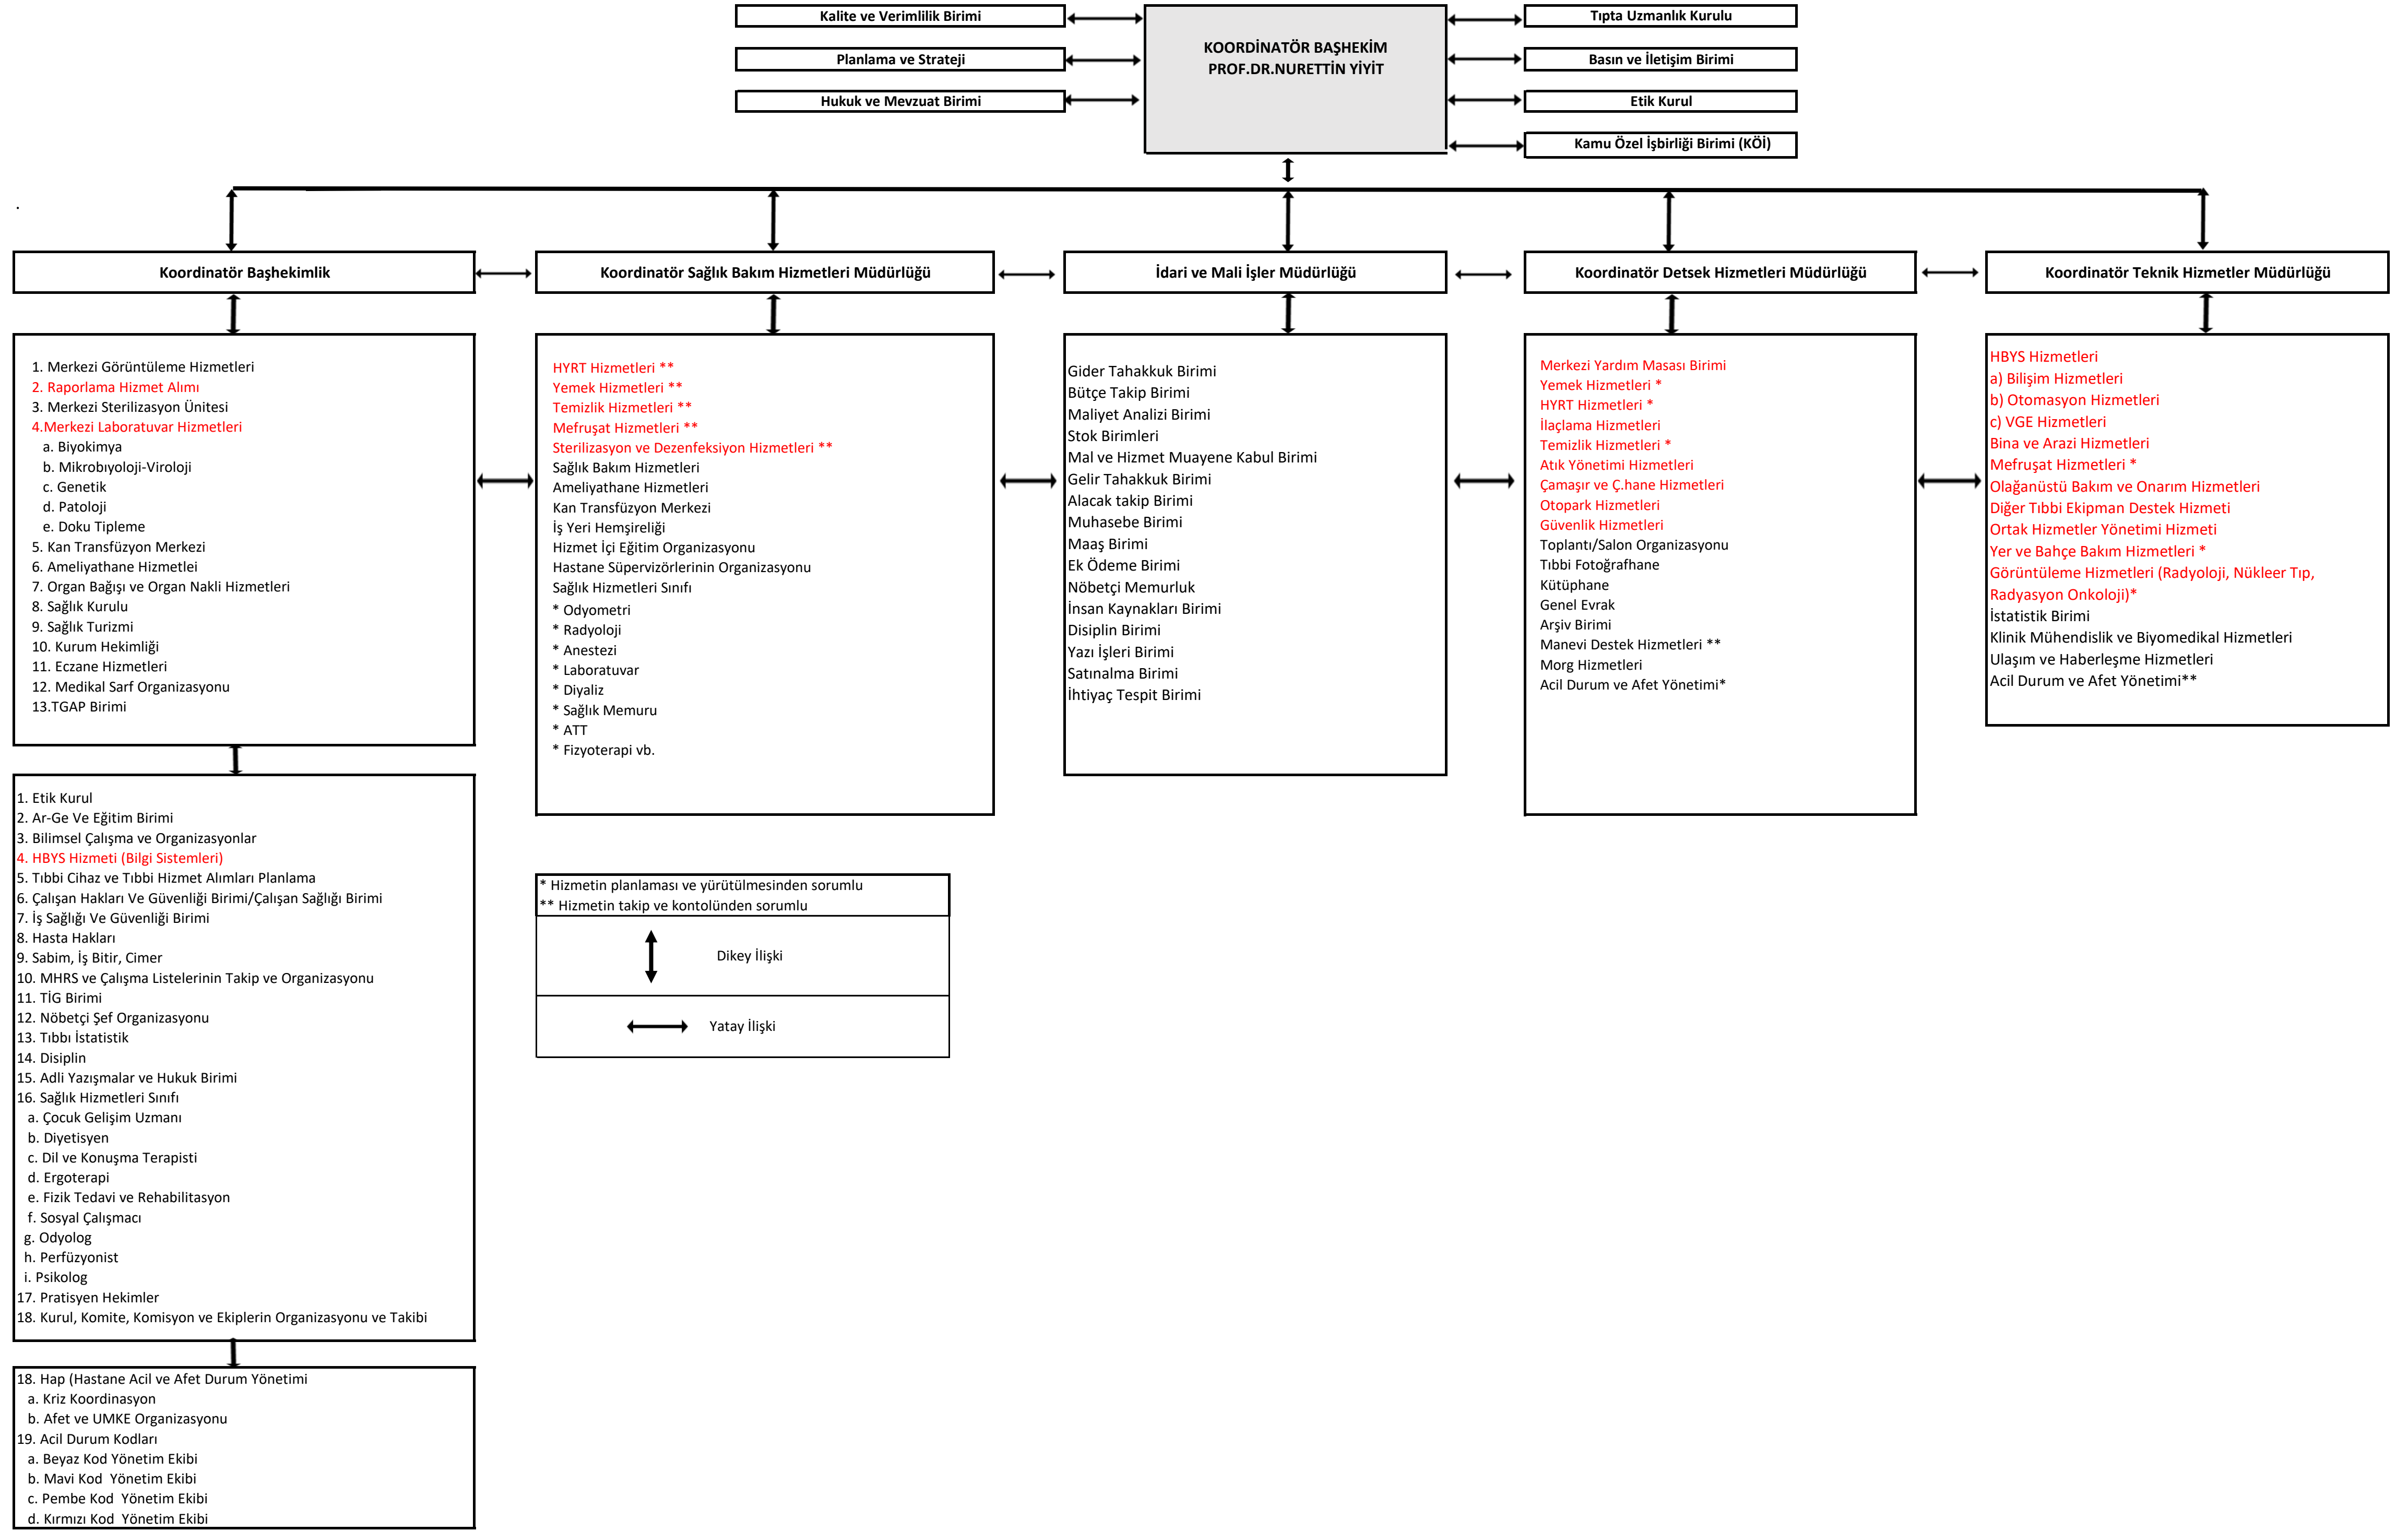 Kalite ve Verimlilik Birimi
Planlama ve Strateji
Hukuk ve Mevzuat Birimi
KOORDİNATÖR BAŞHEKİM
PROF.DR.NURETTİN YİYİT
Tıpta Uzmanlık Kurulu
Basın ve İletişim Birimi
Etik Kurul
Kamu Özel İşbirliği Birimi (KÖİ)
.
Koordinatör Başhekimlik
Koordinatör Sağlık Bakım Hizmetleri Müdürlüğü
İdari ve Mali İşler Müdürlüğü
Koordinatör Detsek Hizmetleri Müdürlüğü
Koordinatör Teknik Hizmetler Müdürlüğü
1. Merkezi Görüntüleme Hizmetleri
2. Raporlama Hizmet Alımı
3. Merkezi Sterilizasyon Ünitesi
4.Merkezi Laboratuvar Hizmetleri
a. Biyokimya
b. Mikrobıyoloji-Viroloji
c. Genetik
d. Patoloji
e. Doku Tipleme
5. Kan Transfüzyon Merkezi
6. Ameliyathane Hizmetlei
7. Organ Bağışı ve Organ Nakli Hizmetleri
8. Sağlık Kurulu
9. Sağlık Turizmi
10. Kurum Hekimliği
11. Eczane Hizmetleri
12. Medikal Sarf Organizasyonu
13.TGAP Birimi
HYRT Hizmetleri **
Yemek Hizmetleri **
Temizlik Hizmetleri **
Mefruşat Hizmetleri **
Sterilizasyon ve Dezenfeksiyon Hizmetleri **
Sağlık Bakım Hizmetleri
Ameliyathane Hizmetleri
Kan Transfüzyon Merkezi
İş Yeri Hemşireliği
Hizmet İçi Eğitim Organizasyonu
Hastane Süpervizörlerinin Organizasyonu
Sağlık Hizmetleri Sınıfı
* Odyometri
* Radyoloji
* Anestezi
* Laboratuvar
* Diyaliz
* Sağlık Memuru
* ATT
* Fizyoterapi vb.
Gider Tahakkuk Birimi
Bütçe Takip Birimi
Maliyet Analizi Birimi
Stok Birimleri
Mal ve Hizmet Muayene Kabul Birimi
Gelir Tahakkuk Birimi
Alacak takip Birimi
Muhasebe Birimi
Maaş Birimi
Ek Ödeme Birimi
Nöbetçi Memurluk
İnsan Kaynakları Birimi
Disiplin Birimi
Yazı İşleri Birimi
Satınalma Birimi
İhtiyaç Tespit Birimi
Merkezi Yardım Masası Birimi
Yemek Hizmetleri *
HYRT Hizmetleri *
İlaçlama Hizmetleri
Temizlik Hizmetleri *
Atık Yönetimi Hizmetleri
Çamaşır ve Ç.hane Hizmetleri
Otopark Hizmetleri
Güvenlik Hizmetleri
Toplantı/Salon Organizasyonu
Tıbbi Fotoğrafhane
Kütüphane
Genel Evrak
Arşiv Birimi
Manevi Destek Hizmetleri **
Morg Hizmetleri
Acil Durum ve Afet Yönetimi*
HBYS Hizmetleri
a) Bilişim Hizmetleri
b) Otomasyon Hizmetleri
c) VGE Hizmetleri
Bina ve Arazi Hizmetleri
Mefruşat Hizmetleri *
Olağanüstü Bakım ve Onarım Hizmetleri
Diğer Tıbbi Ekipman Destek Hizmeti
Ortak Hizmetler Yönetimi Hizmeti
Yer ve Bahçe Bakım Hizmetleri *
Görüntüleme Hizmetleri (Radyoloji, Nükleer Tıp,
Radyasyon Onkoloji)*
İstatistik Birimi
Klinik Mühendislik ve Biyomedikal Hizmetleri
Ulaşım ve Haberleşme Hizmetleri
Acil Durum ve Afet Yönetimi**
1. Etik Kurul
2. Ar-Ge Ve Eğitim Birimi
3. Bilimsel Çalışma ve Organizasyonlar
4. HBYS Hizmeti (Bilgi Sistemleri)
5. Tıbbi Cihaz ve Tıbbi Hizmet Alımları Planlama
6. Çalışan Hakları Ve Güvenliği Birimi/Çalışan Sağlığı Birimi
7. İş Sağlığı Ve Güvenliği Birimi
8. Hasta Hakları
9. Sabim, İş Bitir, Cimer
10. MHRS ve Çalışma Listelerinin Takip ve Organizasyonu
11. TİG Birimi
12. Nöbetçi Şef Organizasyonu
13. Tıbbı İstatistik
14. Disiplin
15. Adli Yazışmalar ve Hukuk Birimi
16. Sağlık Hizmetleri Sınıfı
a. Çocuk Gelişim Uzmanı
b. Diyetisyen
c. Dil ve Konuşma Terapisti
d. Ergoterapi
e. Fizik Tedavi ve Rehabilitasyon
f. Sosyal Çalışmacı
g. Odyolog
h. Perfüzyonist
i. Psikolog
17. Pratisyen Hekimler
18. Kurul, Komite, Komisyon ve Ekiplerin Organizasyonu ve Takibi
* Hizmetin planlaması ve yürütülmesinden sorumlu
** Hizmetin takip ve kontolünden sorumlu
Dikey İlişki
Yatay İlişki
18. Hap (Hastane Acil ve Afet Durum Yönetimi
a. Kriz Koordinasyon
b. Afet ve UMKE Organizasyonu
19. Acil Durum Kodları
a. Beyaz Kod Yönetim Ekibi
b. Mavi Kod Yönetim Ekibi
c. Pembe Kod Yönetim Ekibi
d. Kırmızı Kod Yönetim Ekibi